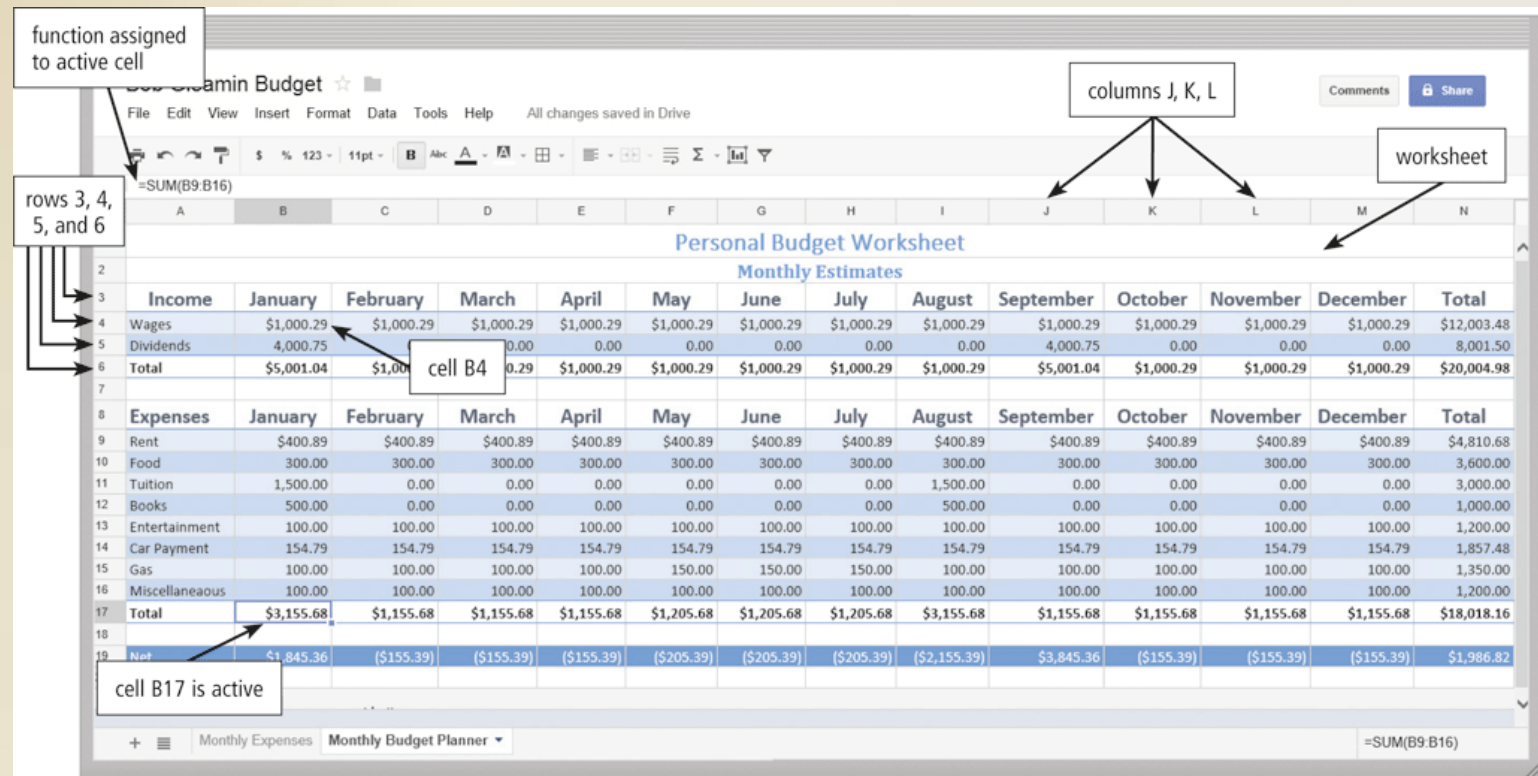 function assigned
to active cell
Budget
File Edit View Insert Format Data Tools Help All changes saved in Drive
Comments
Share
columns J, K, L
worksheet
$ % 123 11pt B Abc A A Σ
=SUM(B9:B16)
rows 3, 4,
5, and 6
A B C D E F G H I J K L M N
Personal Budget Worksheet
2 Monthly Estimates
3 Income January February March April May June July August September October November December Total
4 Wages $1,000.29 $1,000.29 $1,000.29 $1,000.29 $1,000.29 $1,000.29 $1,000.29 $1,000.29 $1,000.29 $1,000.29 $1,000.29 $1,000.29 $12,003.48
5 Dividends 4,000.75 0.00 0.00 0.00 0.00 0.00 0.00 4,000.75 0.00 0.00 0.00 8,001.50
cell B4
6 Total $5,001.04 $1,00 0.29 $1,000.29 $1,000.29 $1,000.29 $1,000.29 $1,000.29 $5,001.04 $1,000.29 $1,000.29 $1,000.29 $20,004.98
7
8 Expenses January February March April May June July August September October November December Total
9 Rent $400.89 $400.89 $400.89 $400.89 $400.89 $400.89 $400.89 $400.89 $400.89 $400.89 $400.89 $400.89 $4,810.68
10 Food 300.00 300.00 300.00 300.00 300.00 300.00 300.00 300.00 300.00 300.00 300.00 300.00 3,600.00
11 Tuition 1,500.00 0.00 0.00 0.00 0.00 0.00 0.00 1,500.00 0.00 0.00 0.00 0.00 3,000.00
12 Books 500.00 0.00 0.00 0.00 0.00 0.00 0.00 500.00 0.00 0.00 0.00 0.00 1,000.00
13 Entertainment 100.00 100.00 100.00 100.00 100.00 100.00 100.00 100.00 100.00 100.00 100.00 100.00 1,200.00
14 Car Payment 154.79 154.79 154.79 154.79 154.79 154.79 154.79 154.79 154.79 154.79 154.79 154.79 1,857.48
15 Gas 100.00 100.00 100.00 100.00 150.00 150.00 150.00 100.00 100.00 100.00 100.00 100.00 1,350.00
16 Miscellaneaous 100.00 100.00 100.00 100.00 100.00 100.00 100.00 100.00 100.00 100.00 100.00 100.00 1,200.00
17 Total $3,155.68 $1,155.68 $1,155.68 $1,155.68 $1,205.68 $1,205.68 $1,205.68 $3,155.68 $1,155.68 $1,155.68 $1,155.68 $1,155.68 $18,018.16
18
19 Net $1,845.36 ($155.39) ($155.39) ($155.39) ($205.39) ($205.39) ($205.39) ($2,155.39) $3,845.36 ($155.39) ($155.39) ($155.39) $1,986.82
cell B17 is active
+ Monthly Expenses Monthly Budget Planner =SUM(B9:B16)